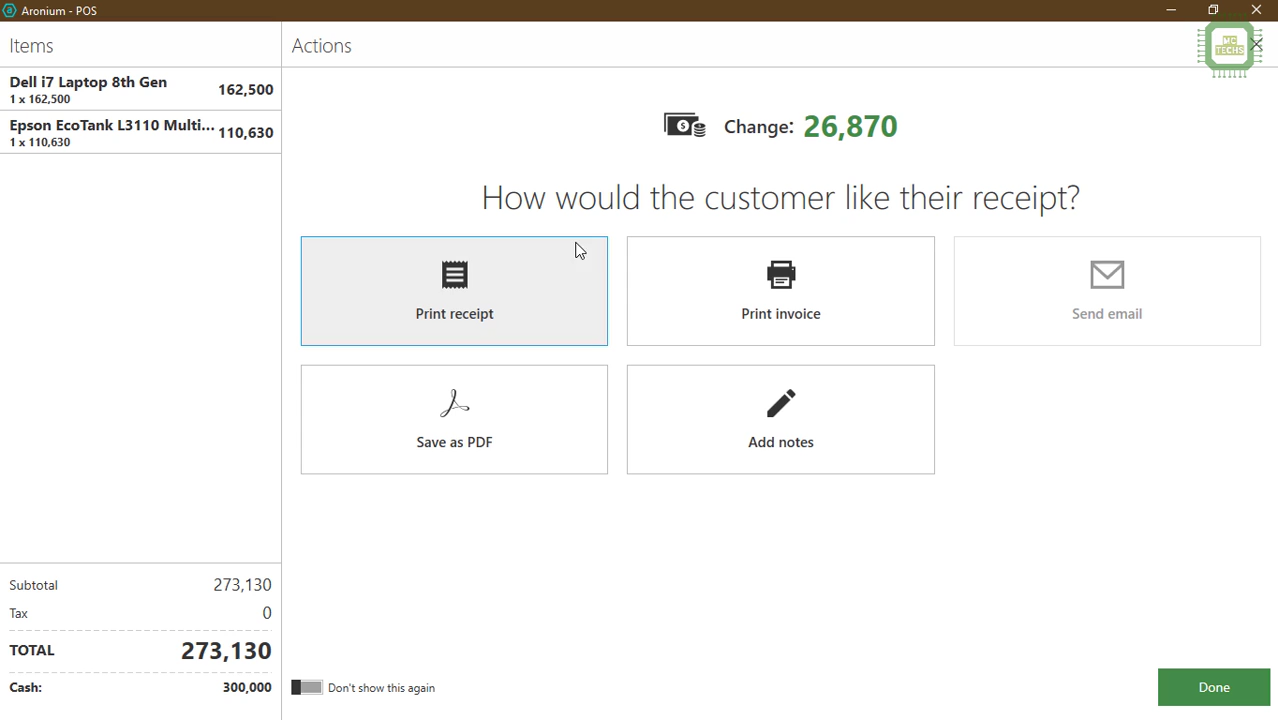 Aronium - POS
Items
Actions
MC
TECHS
Dell i7 Laptop 8th Gen
1 x 162,500
162,500
Epson EcoTank L3110 Multi...
1 x 110,630
110,630
Change: 26,870
How would the customer like their receipt?
Print receipt
Print invoice
Send email
Save as PDF
Add notes
Subtotal 273,130
Tax 0
TOTAL 273,130
Cash: 300,000
Don't show this again
Done